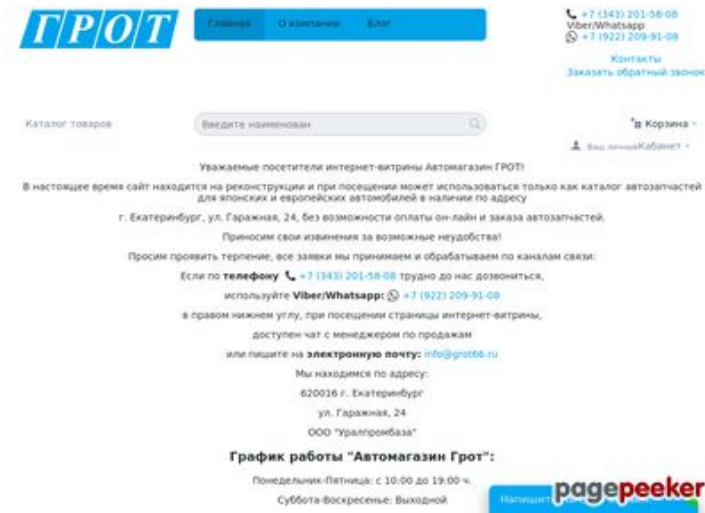 ГРОТ
Главная О компании Блог
+7 (343) 201-58-08
Viber/Whatsapp
+7 (922) 209-91-08
Контакты
Заказать обратный звонок
Каталог товаров
Введите наименован
Корзина
Ваш личныйКабинет
Уважаемые посетители интернет-витрины Автомагазин ГРОТ!
В настоящее время сайт находится на реконструкции и при посещении может использоваться только как каталог автозапчастей
для японских и европейских автомобилей в наличии по адресу
г. Екатеринбург, ул. Гаражная, 24, без возможности оплаты он-лайн и заказа автозапчастей.
Приносим свои извинения за возможные неудобства!
Просим проявить терпение, все заявки мы принимаем и обрабатываем по каналам связи:
Если по телефону +7 (343) 201-58-08 трудно до нас дозвониться,
используйте Viber/Whatsapp: +7 (922) 209-91-08
в правом нижнем углу, при посещении страницы интернет-витрины,
доступен чат с менеджером по продажам
или пишите на электронную почту: info@grot66.ru
Мы находимся по адресу:
620016 г. Екатеринбург
ул. Гаражная, 24
ООО "Уралпромбаза"
График работы "Автомагазин Грот":
Понедельник-Пятница: с 10:00 до 19:00 ч.
Суббота-Воскресенье: Выходной
pagepeeker